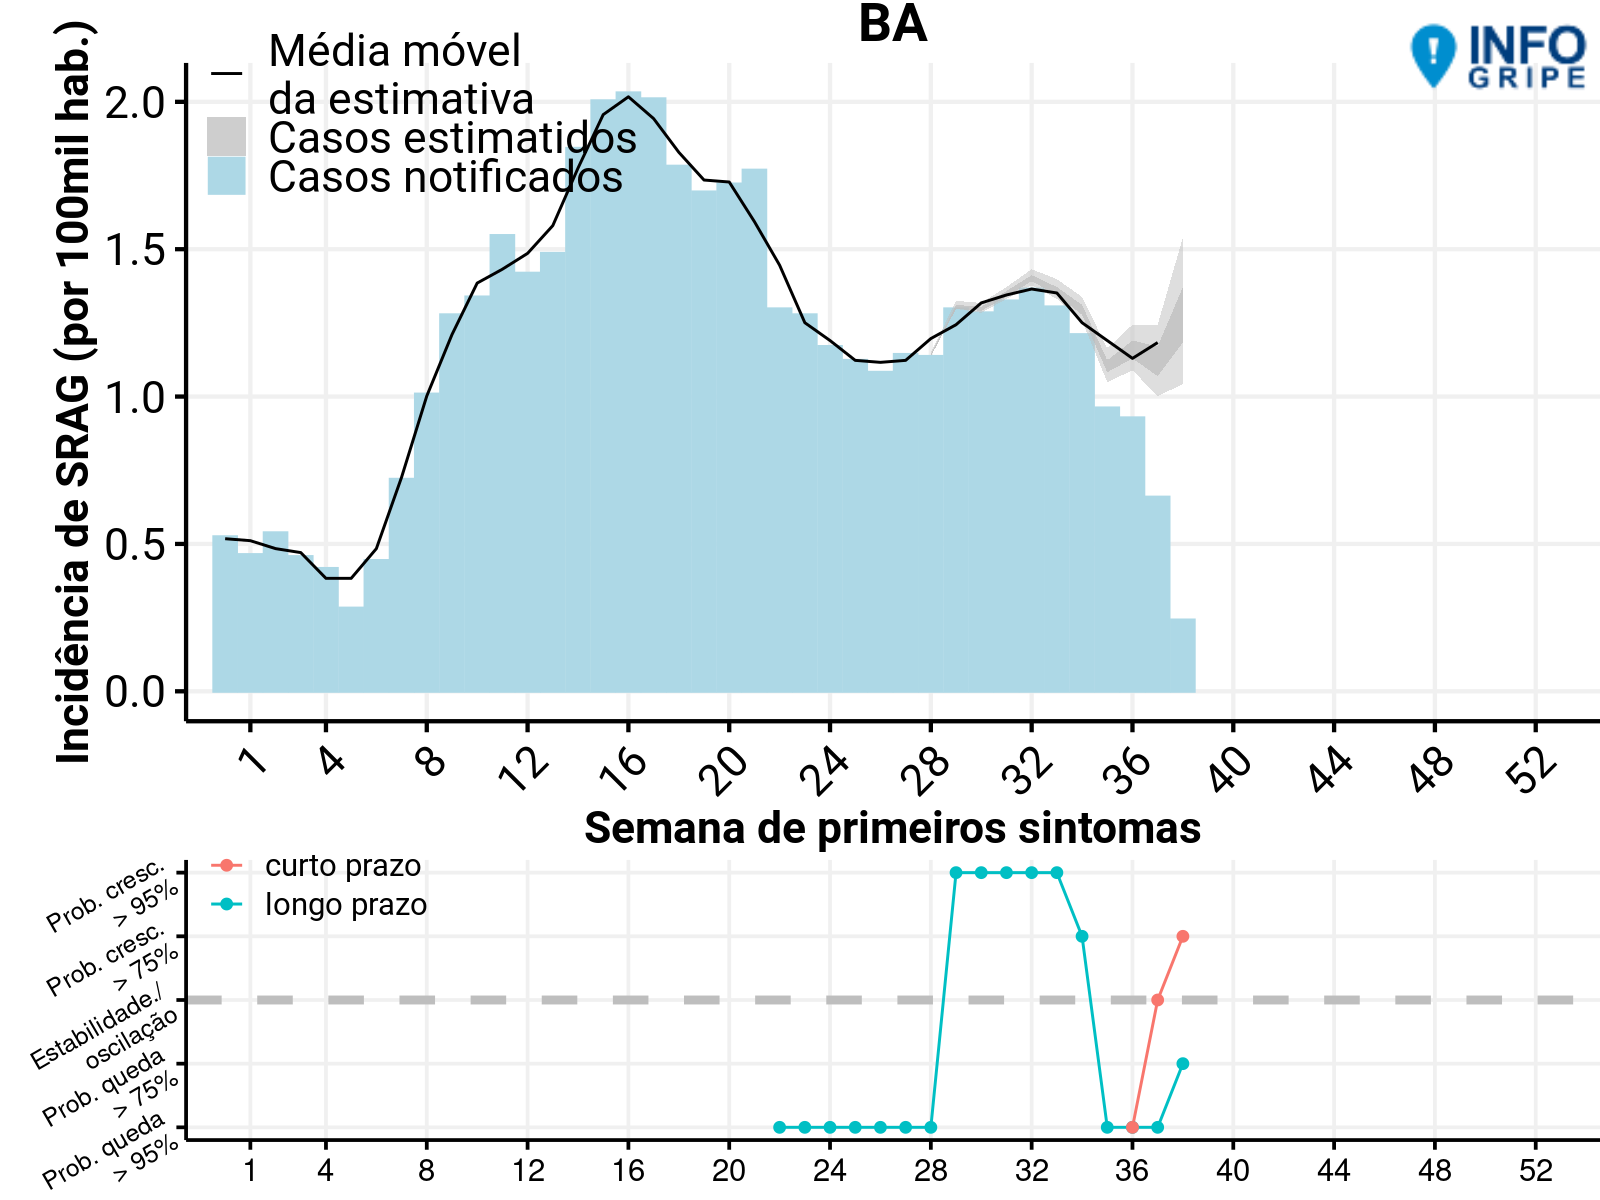 BA
INFO
GRIPE
Média móvel
da estimativa
Casos estimatidos
Casos notificados
Incidência de SRAG (por 100mil hab.)
2.0
1.5
1.0
0.5
0.0
1 4 8 12 16 20 24 28 32 36 40 44 48 52
Semana de primeiros sintomas
curto prazo
longo prazo
Prob. cresc.
> 95%
Prob. cresc.
> 75%
Estabilidade./
oscilação
Prob. queda
> 75%
Prob. queda
> 95%
1 4 8 12 16 20 24 28 32 36 40 44 48 52